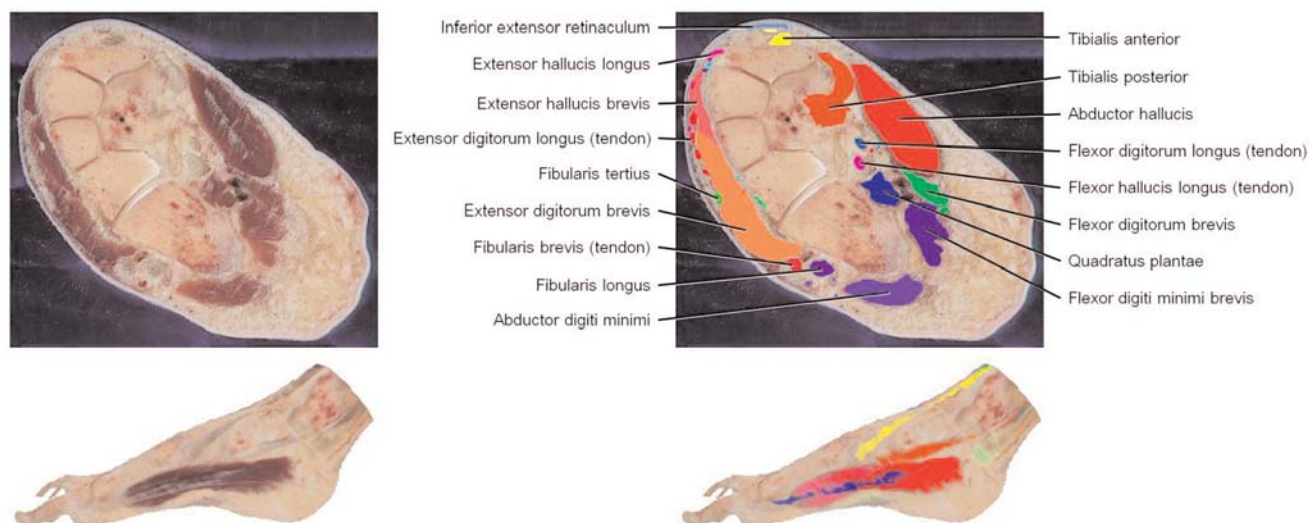 Inferior extensor retinaculum
Extensor hallucis longus
Extensor hallucis brevis
Extensor digitorum longus (tendon)
Fibularis tertius
Extensor digitorum brevis
Fibularis brevis (tendon)
Fibularis longus
Abductor digiti minimi
Tibialis anterior
Tibialis posterior
Abductor hallucis
Flexor digitorum longus (tendon)
Flexor hallucis longus (tendon)
Flexor digitorum brevis
Quadratus plantae
Flexor digiti minimi brevis